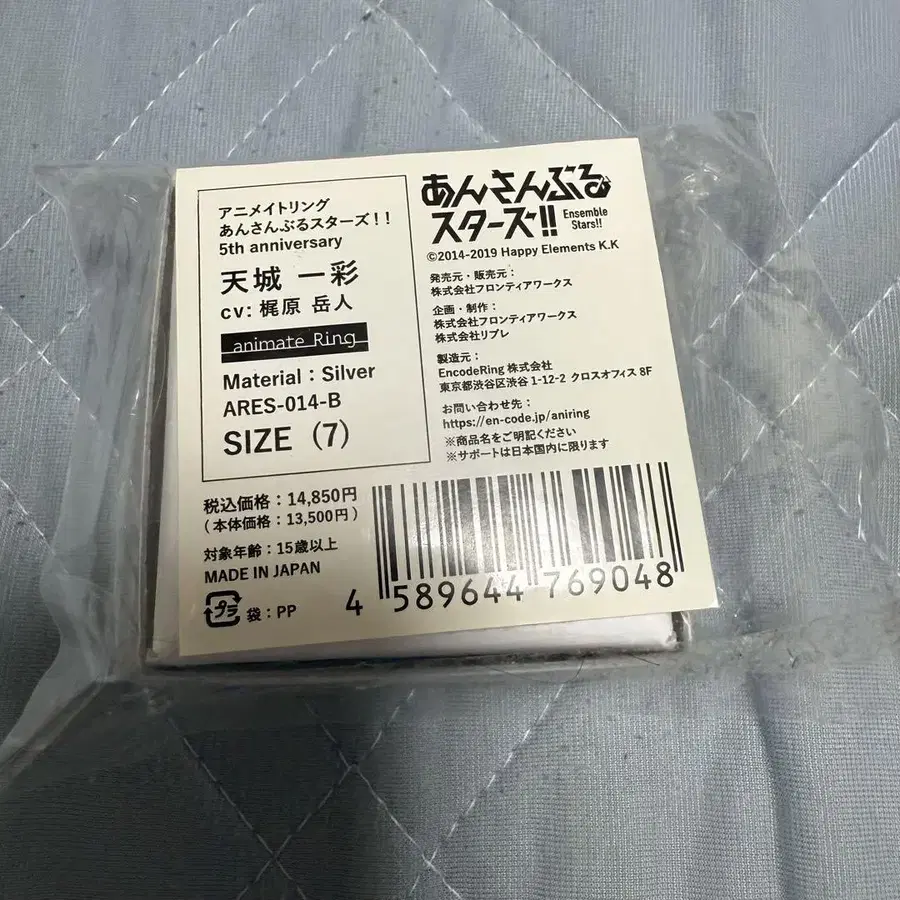 アニメイトリング
あんさんぶるスターズ！！
5th anniversary
天城 一彩
cv: 梶原 岳人
animate Ring
Material：Silver
ARES-014-B
SIZE（7）
税込価格：14,850円
（本体価格：13,500円）
対象年齢：15歳以上
MADE IN JAPAN
プラ
袋：PP
あんさんぶる
スターズ!!
Ensemble
Stars!!
©2014-2019 Happy Elements K.K
発売元・販売元：
株式会社フロンティアワークス
企画・制作：
株式会社フロンティアワークス
株式会社リブレ
製造元：
EncodeRing 株式会社
東京都渋谷区渋谷 1-12-2 クロスオフィス 8F
お問い合わせ先：
https://en-code.jp/aniring
※商品名をご明記ください
※サポートは日本国内に限ります
4 589644 769048